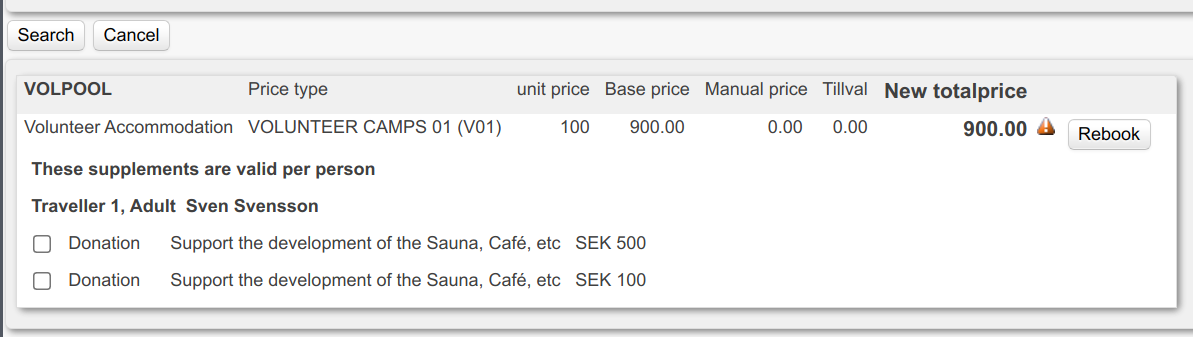 Search Cancel
VOLPOOL Price type unit price Base price Manual price Tillval New totalprice
Volunteer Accommodation VOLUNTEER CAMPS 01 (V01) 100 900.00 0.00 0.00 900.00 Rebook
These supplements are valid per person
Traveller 1, Adult Sven Svensson
Donation Support the development of the Sauna, Café, etc SEK 500
Donation Support the development of the Sauna, Café, etc SEK 100